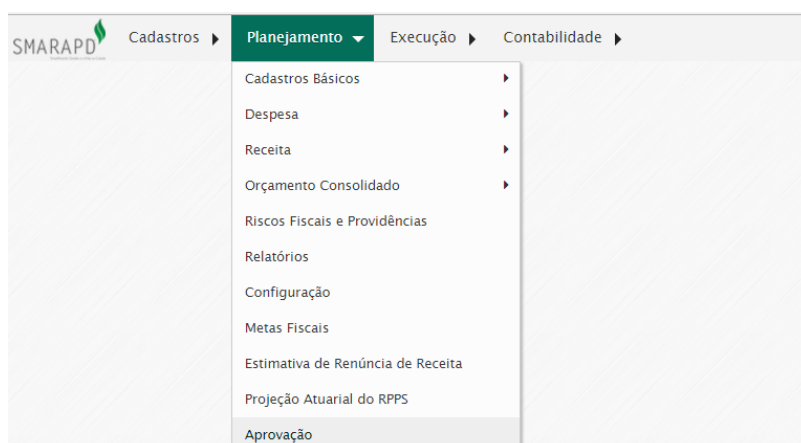 SMARAPD Cadastros Planejamento Execução Contabilidade
Cadastros Básicos
Despesa
Receita
Orçamento Consolidado
Riscos Fiscais e Providências
Relatórios
Configuração
Metas Fiscais
Estimativa de Renúncia de Receita
Projeção Atuarial do RPPS
Aprovação